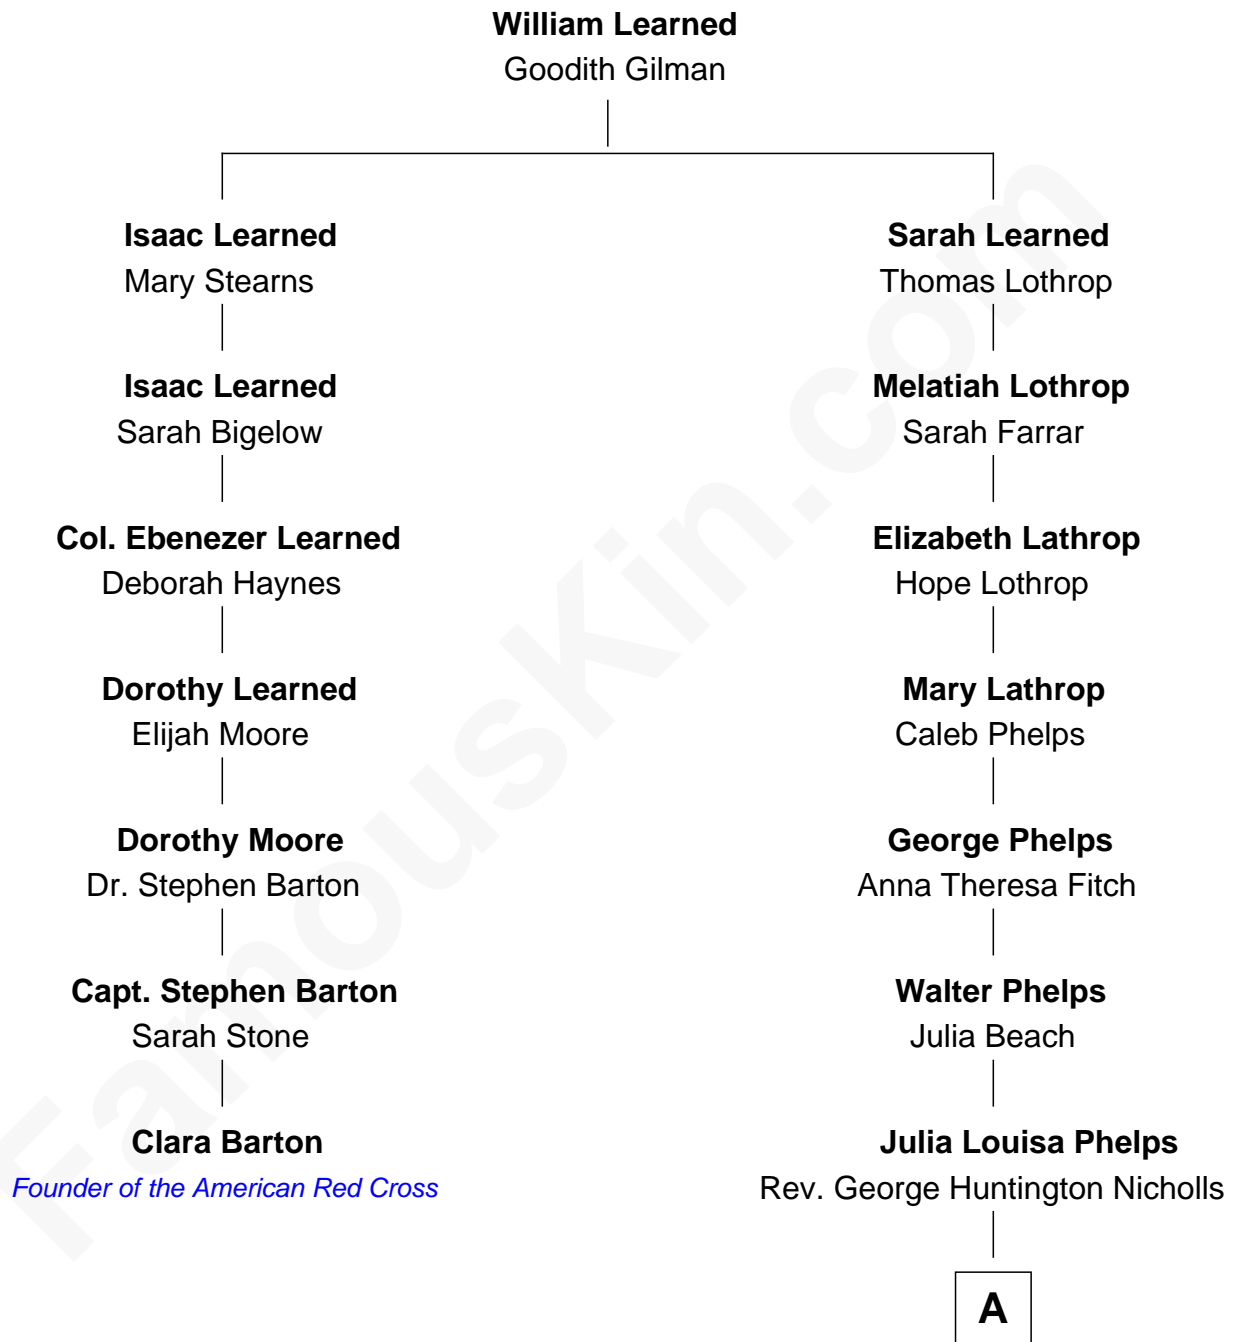 William Learned
Goodith Gilman
Isaac Learned
Mary Stearns
Sarah Learned
Thomas Lothrop
Isaac Learned
Sarah Bigelow
Melatiah Lothrop
Sarah Farrar
Col. Ebenezer Learned
Deborah Haynes
Elizabeth Lathrop
Hope Lothrop
Dorothy Learned
Elijah Moore
Mary Lathrop
Caleb Phelps
Dorothy Moore
Dr. Stephen Barton
George Phelps
Anna Theresa Fitch
Capt. Stephen Barton
Sarah Stone
Walter Phelps
Julia Beach
Clara Barton
Founder of the American Red Cross
Julia Louisa Phelps
Rev. George Huntington Nicholls
A
FamousKin.com